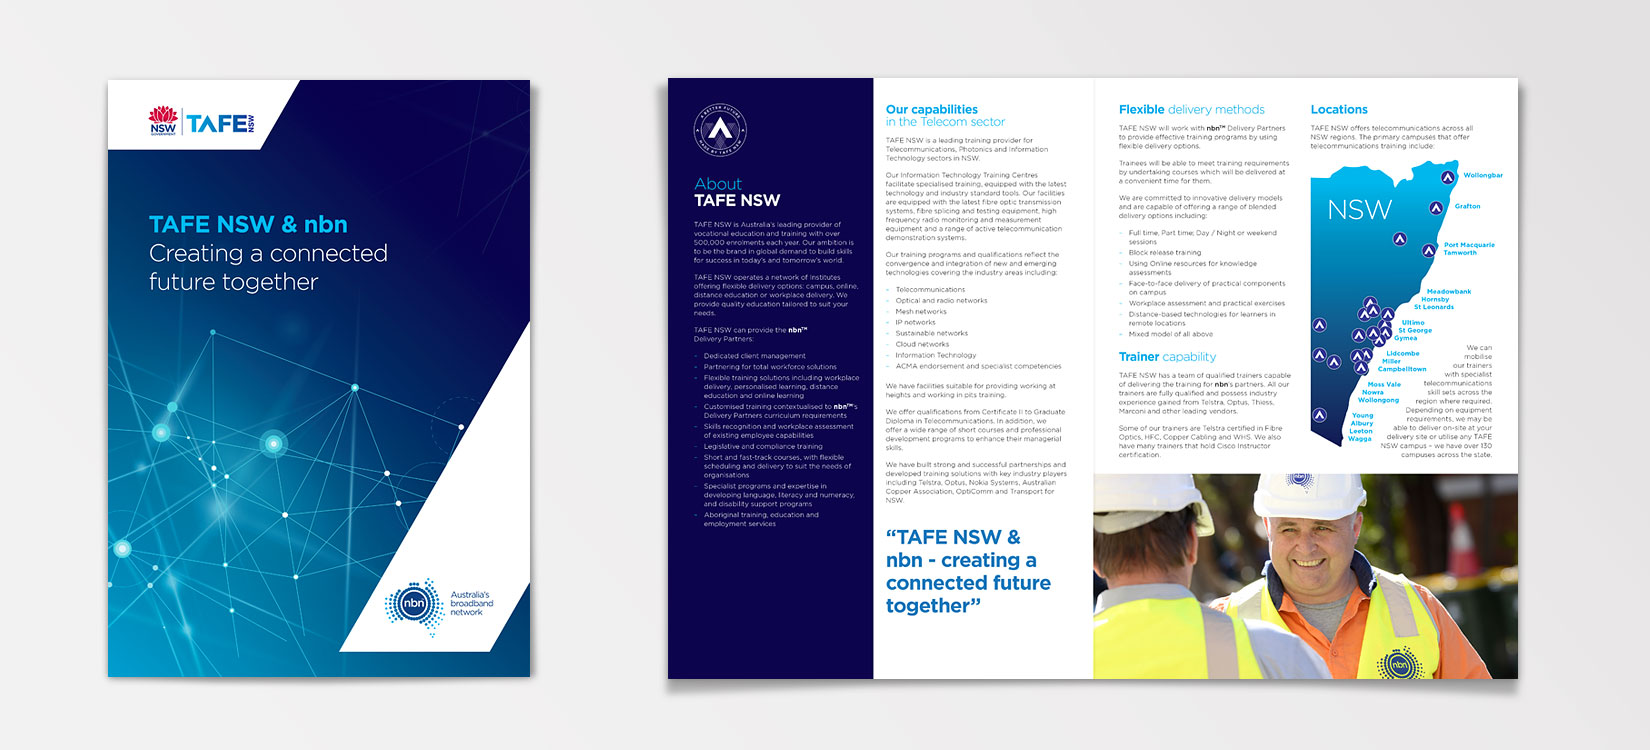 NSW
GOVERNMENT
TAFE
NSW
TAFE NSW & nbn
Creating a connected
future together
nbn
Australia's
broadband
network
A BETTER FUTURE
MADE BY TAFE NSW
About
TAFE NSW
TAFE NSW is Australia's leading provider of
vocational education and training with over
500,000 enrolments each year. Our ambition is
to be the brand in global demand to build skills
for success in today's and tomorrow's world.
TAFE NSW operates a network of Institutes
offering flexible delivery options: campus, online,
distance education or workplace delivery. We
provide quality education tailored to suit your
needs.
TAFE NSW can provide the nbn™
Delivery Partners:
- Dedicated client management
- Partnering for total workforce solutions
- Flexible training solutions including workplace
delivery, personalised learning, distance
education and online learning
- Customised training contextualised to nbn™'s
Delivery Partners curriculum requirements
- Skills recognition and workplace assessment
of existing employee capabilities
- Legislative and compliance training
- Short and fast-track courses, with flexible
scheduling and delivery to suit the needs of
organisations
- Specialist programs and expertise in
developing language, literacy and numeracy,
and disability support programs
- Aboriginal training, education and
employment services
Our capabilities
in the Telecom sector
TAFE NSW is a leading training provider for
Telecommunications, Photonics and Information
Technology sectors in NSW.
Our Information Technology Training Centres
facilitate specialised training, equipped with the latest
technology and industry standard tools. Our facilities
are equipped with the latest fibre optic transmission
systems, fibre splicing and testing equipment, high
frequency radio monitoring and measurement
equipment and a range of active telecommunication
demonstration systems.
Our training programs and qualifications reflect the
convergence and integration of new and emerging
technologies covering the industry areas including:
- Telecommunications
- Optical and radio networks
- Mesh networks
- IP networks
- Sustainable networks
- Cloud networks
- Information Technology
- ACMA endorsement and specialist competencies
We have facilities suitable for providing working at
heights and working in pits training.
We offer qualifications from Certificate II to Graduate
Diploma in Telecommunications. In addition, we
offer a wide range of short courses and professional
development programs to enhance their managerial
skills.
We have built strong and successful partnerships and
developed training solutions with key industry players
including Telstra, Optus, Nokia Systems, Australian
Copper Association, OptiComm and Transport for
NSW.
“TAFE NSW &
nbn - creating a
connected future
together”
Flexible delivery methods
TAFE NSW will work with nbn™ Delivery Partners
to provide effective training programs by using
flexible delivery options.
Trainees will be able to meet training requirements
by undertaking courses which will be delivered at
a convenient time for them.
We are committed to innovative delivery models
and are capable of offering a range of blended
delivery options including:
- Full time, Part time; Day / Night or weekend
sessions
- Block release training
- Using Online resources for knowledge
assessments
- Face-to-face delivery of practical components
on campus
- Workplace assessment and practical exercises
- Distance-based technologies for learners in
remote locations
- Mixed model of all above
Trainer capability
TAFE NSW has a team of qualified trainers capable
of delivering the training for nbn's partners. All our
trainers are fully qualified and possess industry
experience gained from Telstra, Optus, Thiess,
Marconi and other leading vendors.
Some of our trainers are Telstra certified in Fibre
Optics, HFC, Copper Cabling and WHS. We also
have many trainers that hold Cisco Instructor
certification.
Locations
TAFE NSW offers telecommunications across all
NSW regions. The primary campuses that offer
telecommunications training include:
NSW
Wollongbar
Grafton
Port Macquarie
Tamworth
Meadowbank
Hornsby
St Leonards
Ultimo
St George
Gymea
Lidcombe
Miller
Campbelltown
Moss Vale
Nowra
Wollongong
Young
Albury
Leeton
Wagga
We can
mobilise
our trainers
with specialist
telecommunications
skill sets across the
region where required.
Depending on equipment
requirements, we may be
able to deliver on-site at your
delivery site or utilise any TAFE
NSW campus – we have over 130
campuses across the state.
nbn
nbn